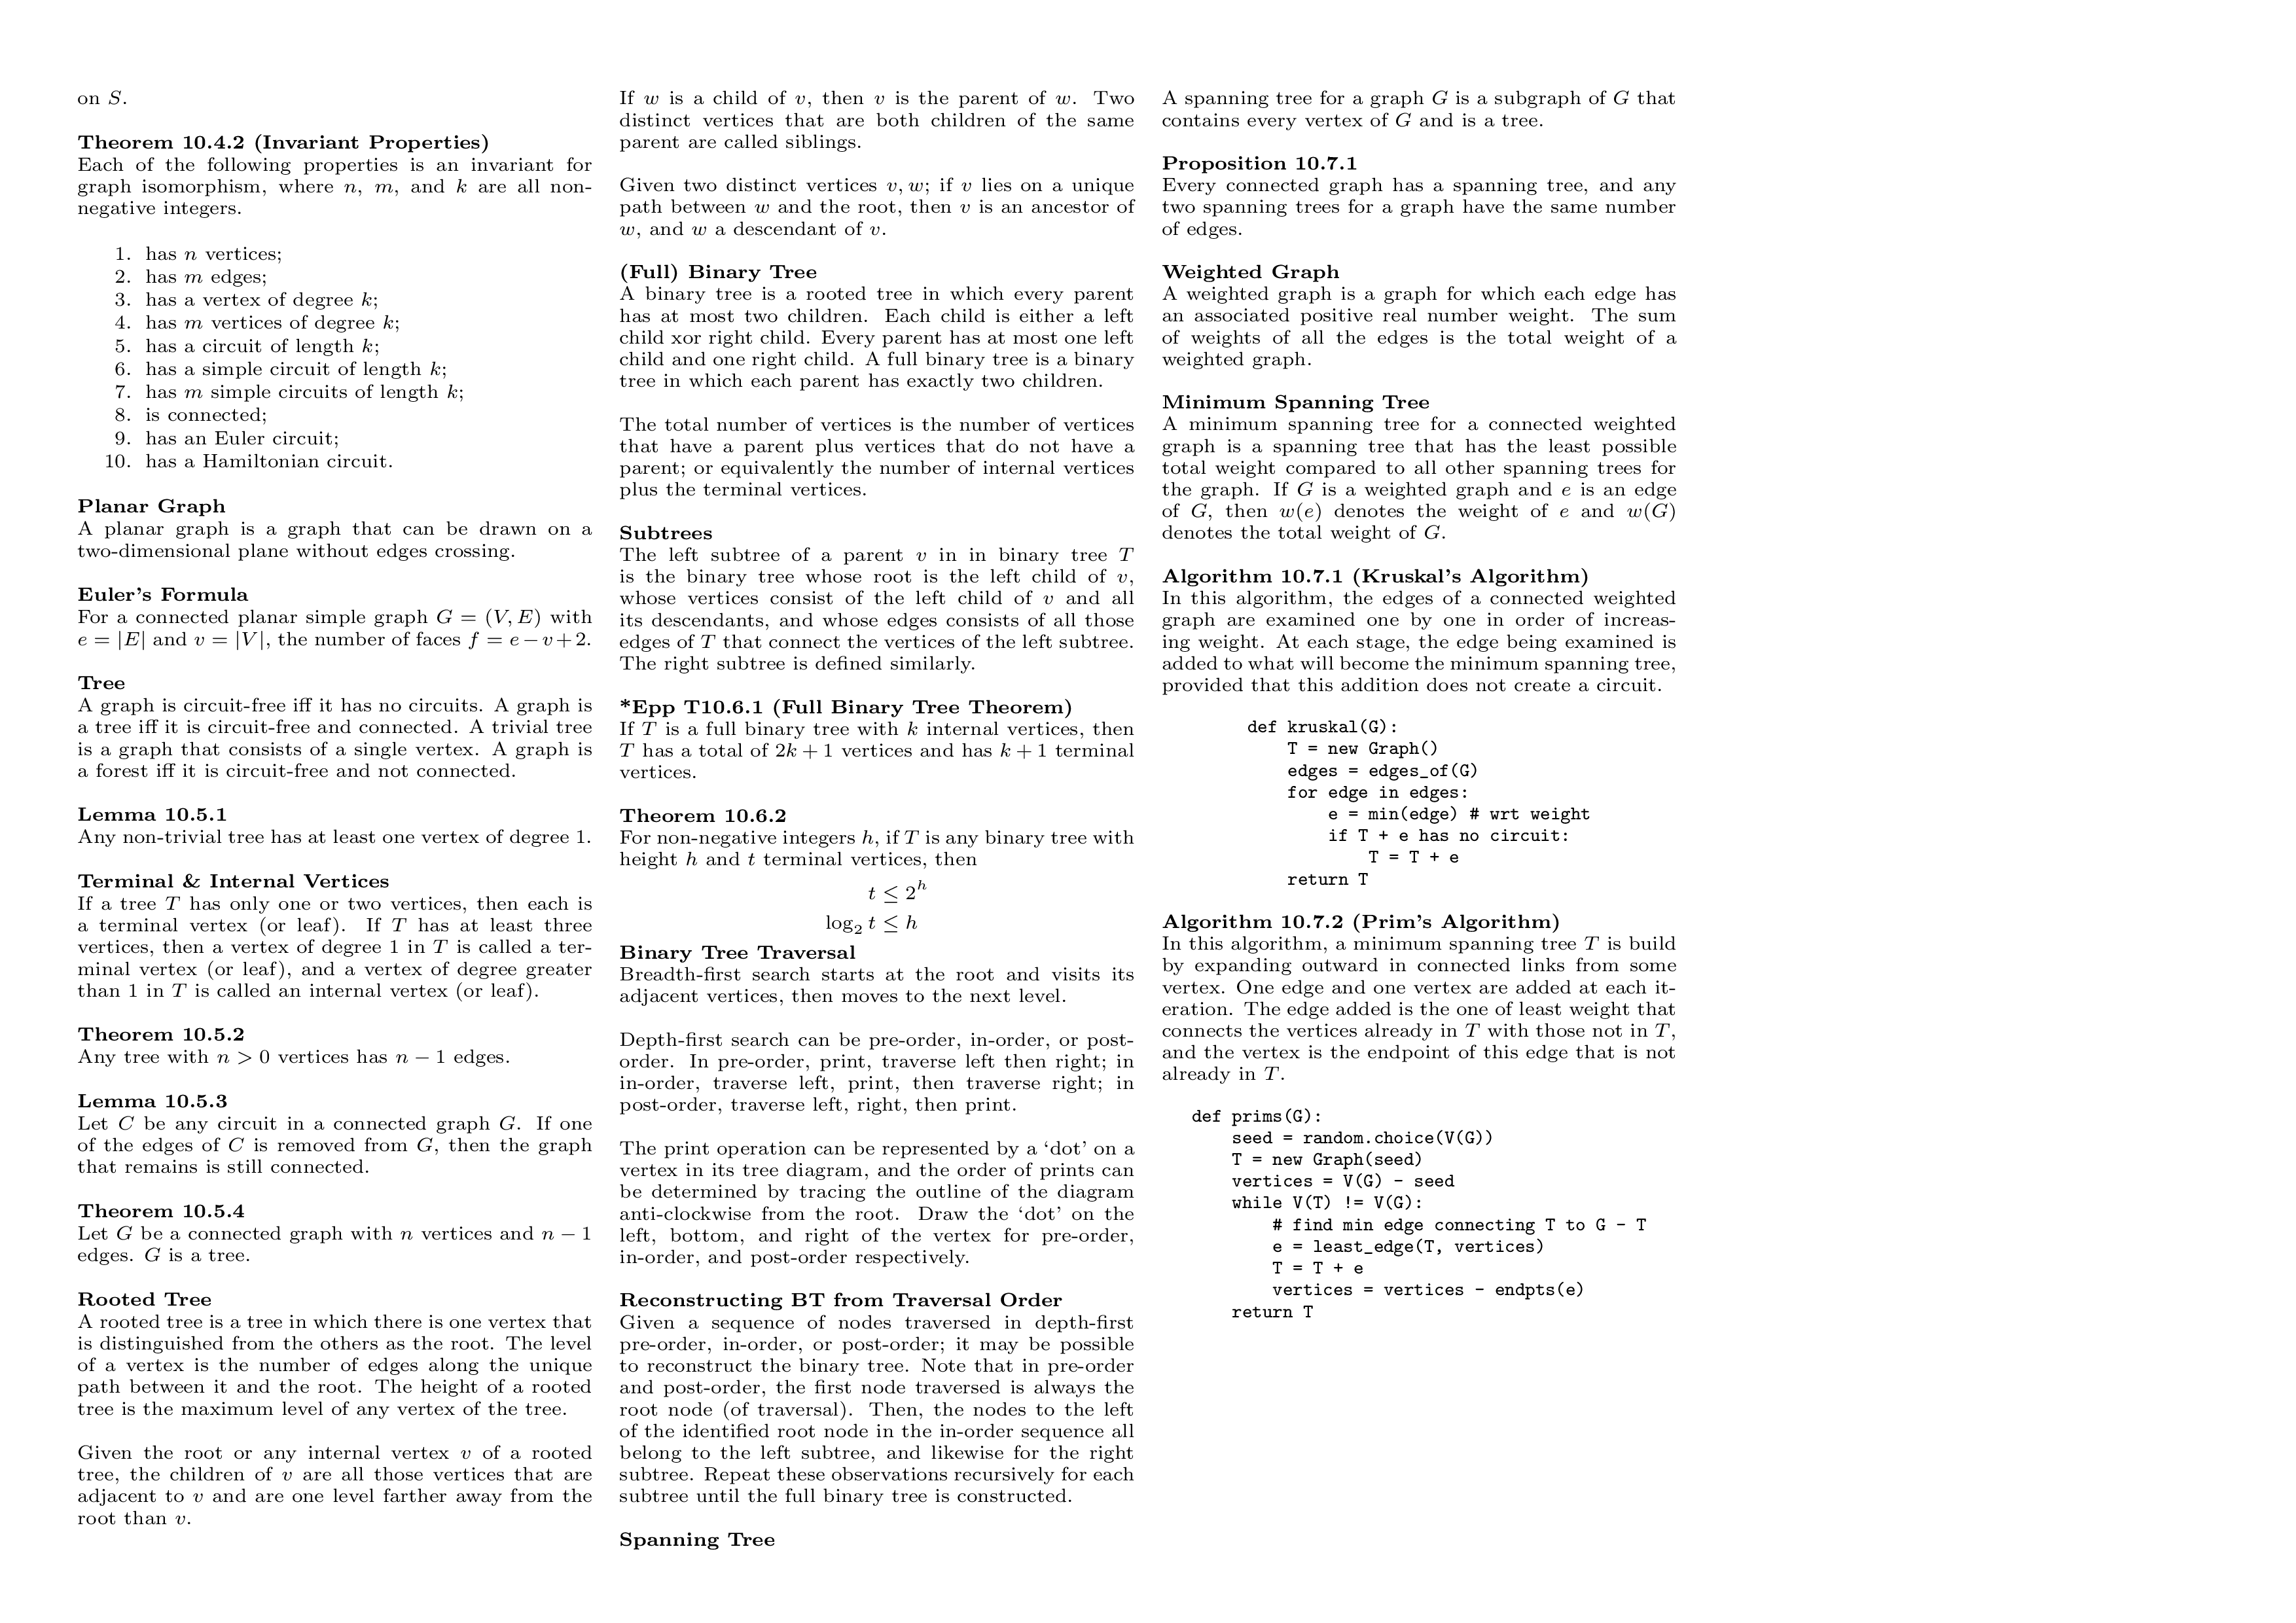 on S.
Theorem 10.4.2 (Invariant Properties)
Each of the following properties is an invariant for
graph isomorphism, where n, m, and k are all non-
negative integers.
1. has n vertices;
2. has m edges;
3. has a vertex of degree k;
4. has m vertices of degree k;
5. has a circuit of length k;
6. has a simple circuit of length k;
7. has m simple circuits of length k;
8. is connected;
9. has an Euler circuit;
10. has a Hamiltonian circuit.
Planar Graph
A planar graph is a graph that can be drawn on a
two-dimensional plane without edges crossing.
Euler's Formula
For a connected planar simple graph G = (V, E) with
e = |E| and v = |V|, the number of faces f = e − v + 2.
Tree
A graph is circuit-free iff it has no circuits. A graph is
a tree iff it is circuit-free and connected. A trivial tree
is a graph that consists of a single vertex. A graph is
a forest iff it is circuit-free and not connected.
Lemma 10.5.1
Any non-trivial tree has at least one vertex of degree 1.
Terminal & Internal Vertices
If a tree T has only one or two vertices, then each is
a terminal vertex (or leaf). If T has at least three
vertices, then a vertex of degree 1 in T is called a ter-
minal vertex (or leaf), and a vertex of degree greater
than 1 in T is called an internal vertex (or leaf).
Theorem 10.5.2
Any tree with n > 0 vertices has n − 1 edges.
Lemma 10.5.3
Let C be any circuit in a connected graph G. If one
of the edges of C is removed from G, then the graph
that remains is still connected.
Theorem 10.5.4
Let G be a connected graph with n vertices and n − 1
edges. G is a tree.
Rooted Tree
A rooted tree is a tree in which there is one vertex that
is distinguished from the others as the root. The level
of a vertex is the number of edges along the unique
path between it and the root. The height of a rooted
tree is the maximum level of any vertex of the tree.
Given the root or any internal vertex v of a rooted
tree, the children of v are all those vertices that are
adjacent to v and are one level farther away from the
root than v.
If w is a child of v, then v is the parent of w. Two
distinct vertices that are both children of the same
parent are called siblings.
Given two distinct vertices v, w; if v lies on a unique
path between w and the root, then v is an ancestor of
w, and w a descendant of v.
(Full) Binary Tree
A binary tree is a rooted tree in which every parent
has at most two children. Each child is either a left
child xor right child. Every parent has at most one left
child and one right child. A full binary tree is a binary
tree in which each parent has exactly two children.
The total number of vertices is the number of vertices
that have a parent plus vertices that do not have a
parent; or equivalently the number of internal vertices
plus the terminal vertices.
Subtrees
The left subtree of a parent v in in binary tree T
is the binary tree whose root is the left child of v,
whose vertices consist of the left child of v and all
its descendants, and whose edges consists of all those
edges of T that connect the vertices of the left subtree.
The right subtree is defined similarly.
*Epp T10.6.1 (Full Binary Tree Theorem)
If T is a full binary tree with k internal vertices, then
T has a total of 2k + 1 vertices and has k + 1 terminal
vertices.
Theorem 10.6.2
For non-negative integers h, if T is any binary tree with
height h and t terminal vertices, then
t ≤ 2^h
log₂ t ≤ h
Binary Tree Traversal
Breadth-first search starts at the root and visits its
adjacent vertices, then moves to the next level.
Depth-first search can be pre-order, in-order, or post-
order. In pre-order, print, traverse left then right; in
in-order, traverse left, print, then traverse right; in
post-order, traverse left, right, then print.
The print operation can be represented by a ‘dot’ on a
vertex in its tree diagram, and the order of prints can
be determined by tracing the outline of the diagram
anti-clockwise from the root. Draw the ‘dot’ on the
left, bottom, and right of the vertex for pre-order,
in-order, and post-order respectively.
Reconstructing BT from Traversal Order
Given a sequence of nodes traversed in depth-first
pre-order, in-order, or post-order; it may be possible
to reconstruct the binary tree. Note that in pre-order
and post-order, the first node traversed is always the
root node (of traversal). Then, the nodes to the left
of the identified root node in the in-order sequence all
belong to the left subtree, and likewise for the right
subtree. Repeat these observations recursively for each
subtree until the full binary tree is constructed.
Spanning Tree
A spanning tree for a graph G is a subgraph of G that
contains every vertex of G and is a tree.
Proposition 10.7.1
Every connected graph has a spanning tree, and any
two spanning trees for a graph have the same number
of edges.
Weighted Graph
A weighted graph is a graph for which each edge has
an associated positive real number weight. The sum
of weights of all the edges is the total weight of a
weighted graph.
Minimum Spanning Tree
A minimum spanning tree for a connected weighted
graph is a spanning tree that has the least possible
total weight compared to all other spanning trees for
the graph. If G is a weighted graph and e is an edge
of G, then w(e) denotes the weight of e and w(G)
denotes the total weight of G.
Algorithm 10.7.1 (Kruskal's Algorithm)
In this algorithm, the edges of a connected weighted
graph are examined one by one in order of increas-
ing weight. At each stage, the edge being examined is
added to what will become the minimum spanning tree,
provided that this addition does not create a circuit.
def kruskal(G):
    T = new Graph()
    edges = edges_of(G)
    for edge in edges:
        e = min(edge) # wrt weight
        if T + e has no circuit:
            T = T + e
    return T
Algorithm 10.7.2 (Prim's Algorithm)
In this algorithm, a minimum spanning tree T is build
by expanding outward in connected links from some
vertex. One edge and one vertex are added at each it-
eration. The edge added is the one of least weight that
connects the vertices already in T with those not in T,
and the vertex is the endpoint of this edge that is not
already in T.
def prims(G):
    seed = random.choice(V(G))
    T = new Graph(seed)
    vertices = V(G) - seed
    while V(T) != V(G):
        # find min edge connecting T to G - T
        e = least_edge(T, vertices)
        T = T + e
        vertices = vertices - endpts(e)
    return T